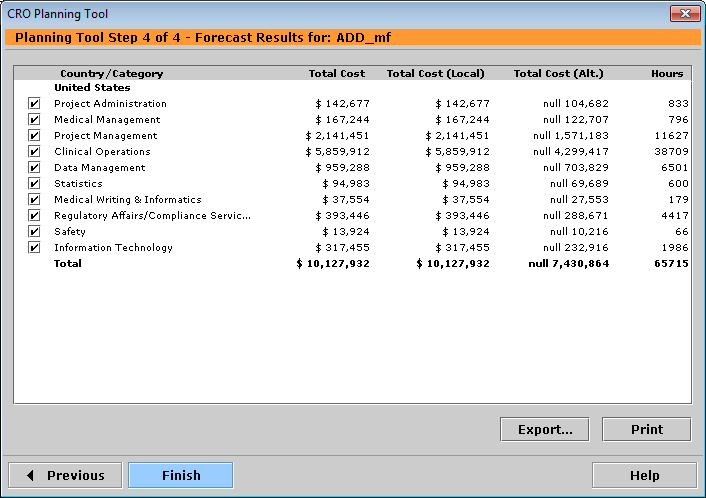 CRO Planning Tool
Planning Tool Step 4 of 4 - Forecast Results for: ADD_mf
Country/Category Total Cost Total Cost (Local) Total Cost (Alt.) Hours
United States
Project Administration $ 142,677 $ 142,677 null 104,682 833
Medical Management $ 167,244 $ 167,244 null 122,707 796
Project Management $ 2,141,451 $ 2,141,451 null 1,571,183 11627
Clinical Operations $ 5,859,912 $ 5,859,912 null 4,299,417 38709
Data Management $ 959,288 $ 959,288 null 703,829 6501
Statistics $ 94,983 $ 94,983 null 69,689 600
Medical Writing & Informatics $ 37,554 $ 37,554 null 27,553 179
Regulatory Affairs/Compliance Servic... $ 393,446 $ 393,446 null 288,671 4417
Safety $ 13,924 $ 13,924 null 10,216 66
Information Technology $ 317,455 $ 317,455 null 232,916 1986
Total $ 10,127,932 $ 10,127,932 null 7,430,864 65715
Export... Print
Previous Finish Help